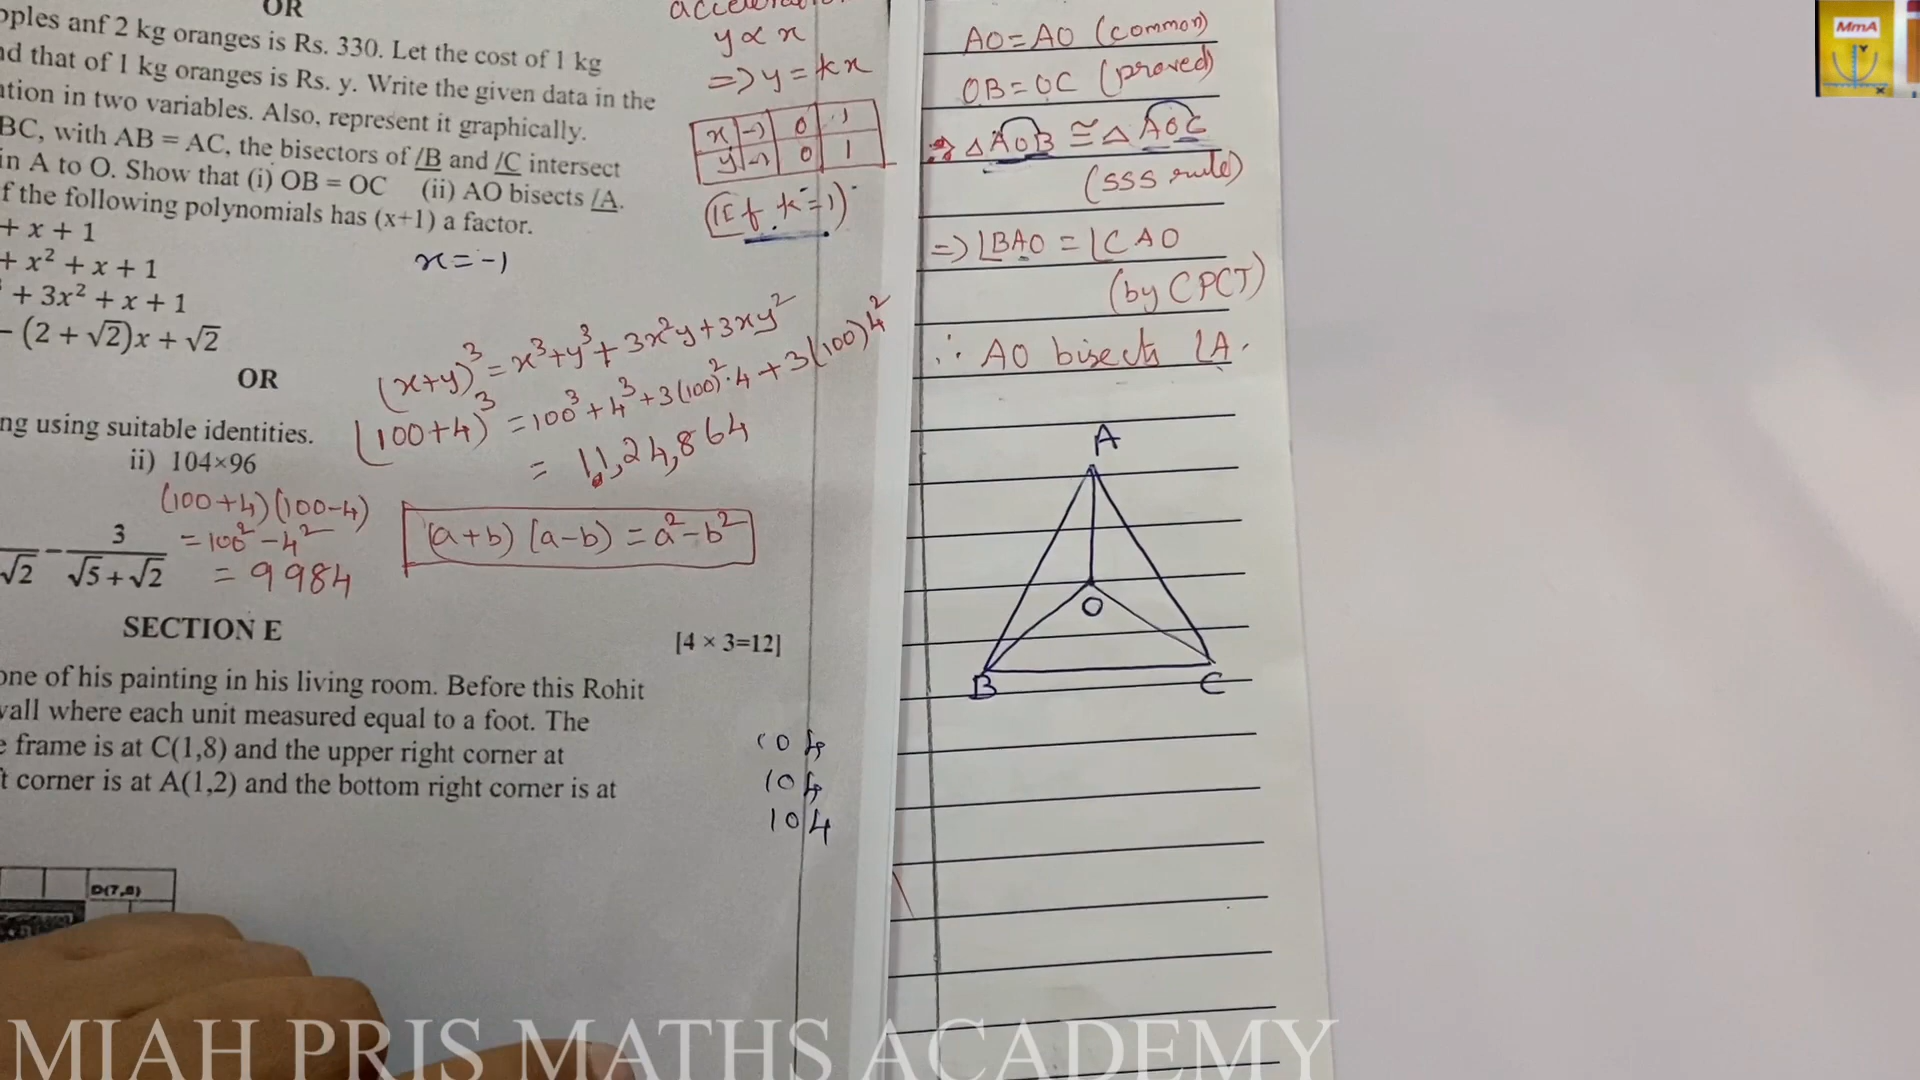 OR
pples anf 2 kg oranges is Rs. 330. Let the cost of 1 kg
nd that of 1 kg oranges is Rs. y. Write the given data in the
ation in two variables. Also, represent it graphically.
BC, with AB = AC, the bisectors of ∠B and ∠C intersect
in A to O. Show that (i) OB = OC (ii) AO bisects ∠A.
f the following polynomials has (x+1) a factor.
+ x + 1
+ x² + x + 1
+ 3x² + x + 1
– (2 + √2)x + √2
x = -1
OR
ng using suitable identities.
ii) 104×96
(100+4)(100-4)
= 100² - 4²
= 9984
√2 - 3/(√5 + √2)
(x+y)³ = x³+y³+3x²y+3xy²
(100+4)³ = 100³+4³+3(100)²·4+3(100)4²
= 11,24,864
(a+b) (a-b) = a²-b²
SECTION E
[4 × 3=12]
one of his painting in his living room. Before this Rohit
wall where each unit measured equal to a foot. The
e frame is at C(1,8) and the upper right corner at
t corner is at A(1,2) and the bottom right corner is at
104
104
104
D(7,8)
y ∝ x
=> y = kx
x → 0 1
y → 0 1
(If k=1)
AO = AO (common)
OB = OC (proved)
=> △AOB ≅ △AOC
(SSS rule)
=> ∠BAO = ∠CAO
(by CPCT)
∴ AO bisects ∠A.
A
O
B
C
MmA
Y
X
MIAH PRIS MATHS ACADEMY